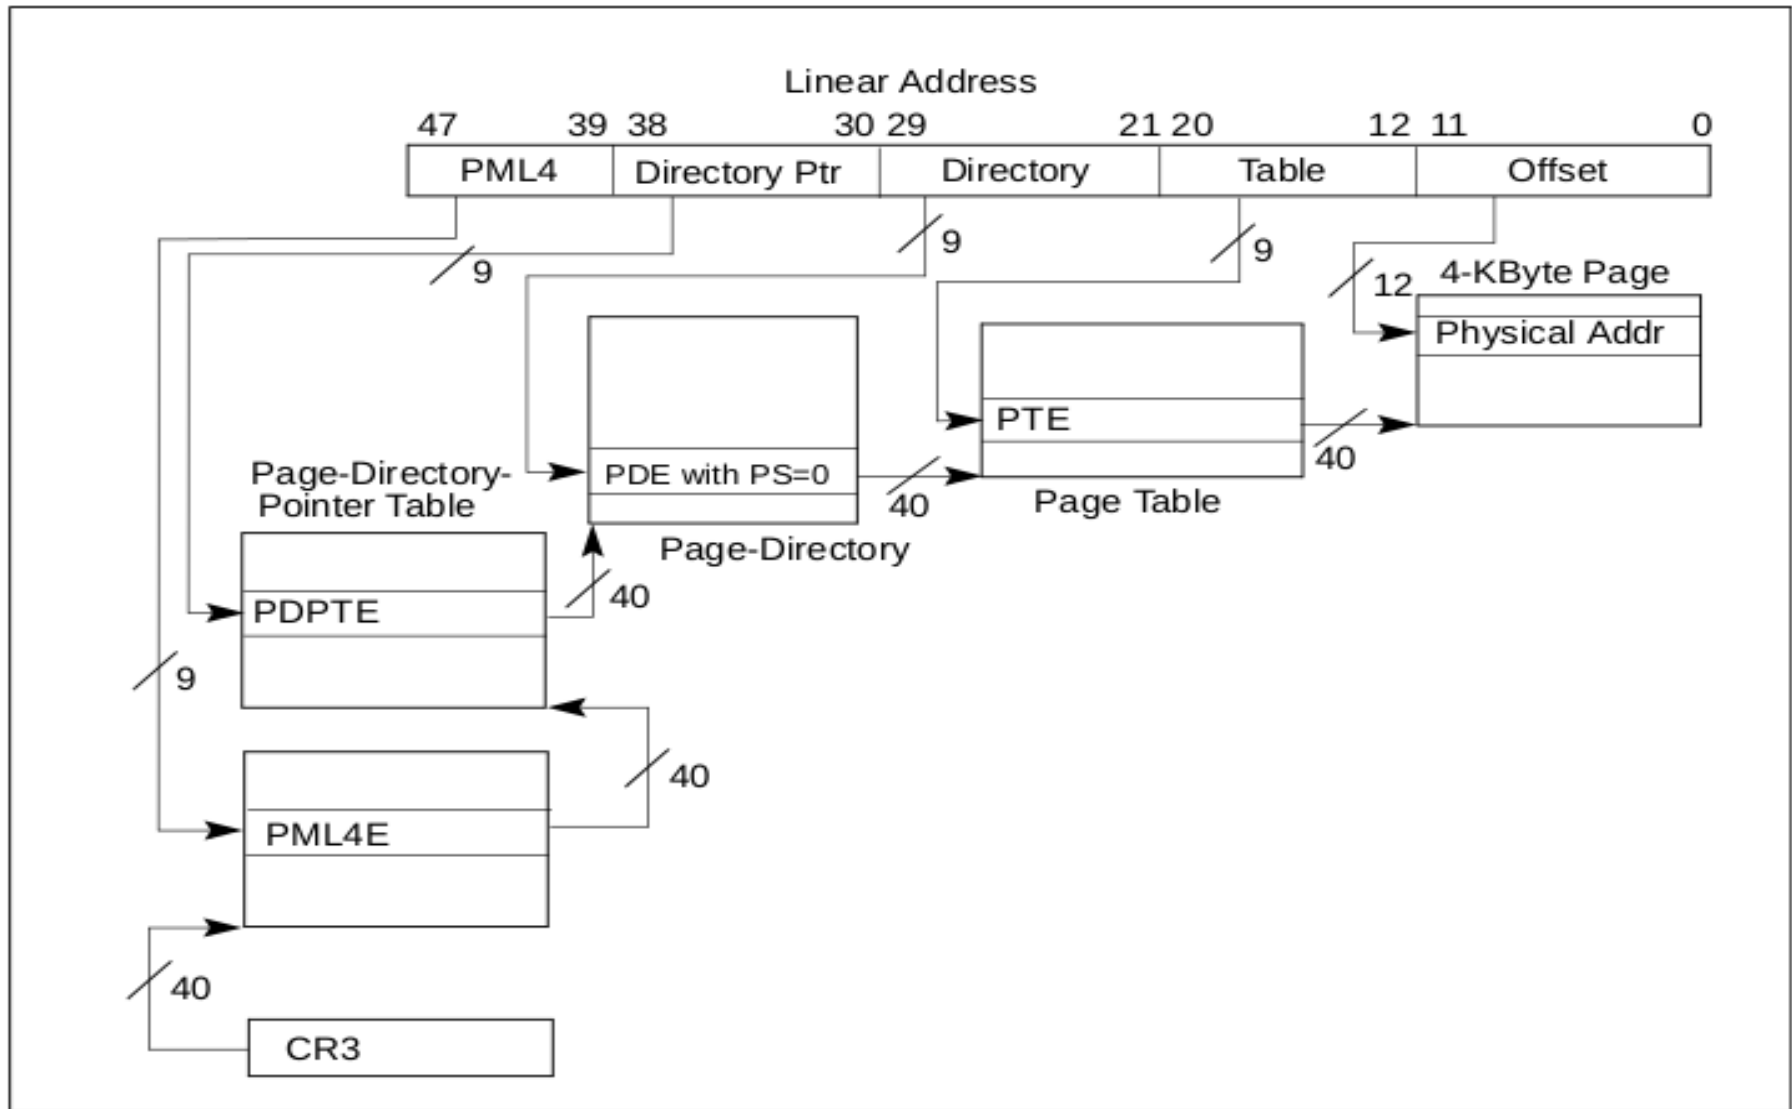 Linear Address
47 39 38 30 29 21 20 12 11 0
PML4 Directory Ptr Directory Table Offset
9 9 9 12
4-KByte Page
Physical Addr
PTE
40
Page Table
PDE with PS=0
40
Page-Directory
Page-Directory-
Pointer Table
PDPTE
40
9
PML4E
40
40
CR3